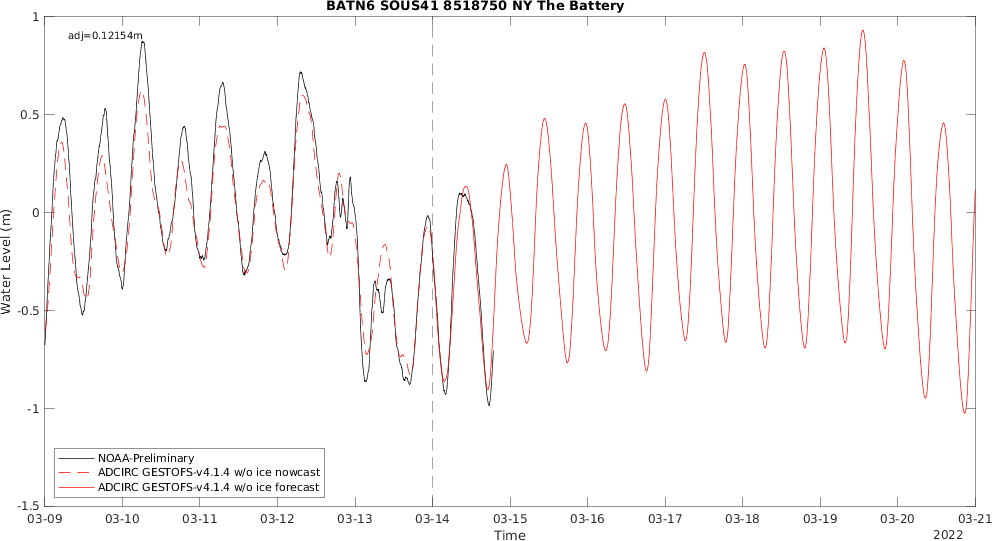 BATN6 SOUS41 8518750 NY The Battery
adj=0.12154m
1
0.5
0
-0.5
-1
-1.5
Water Level (m)
NOAA-Preliminary
ADCIRC GESTOFS-v4.1.4 w/o ice nowcast
ADCIRC GESTOFS-v4.1.4 w/o ice forecast
03-09 03-10 03-11 03-12 03-13 03-14 03-15 03-16 03-17 03-18 03-19 03-20 03-21
Time
2022